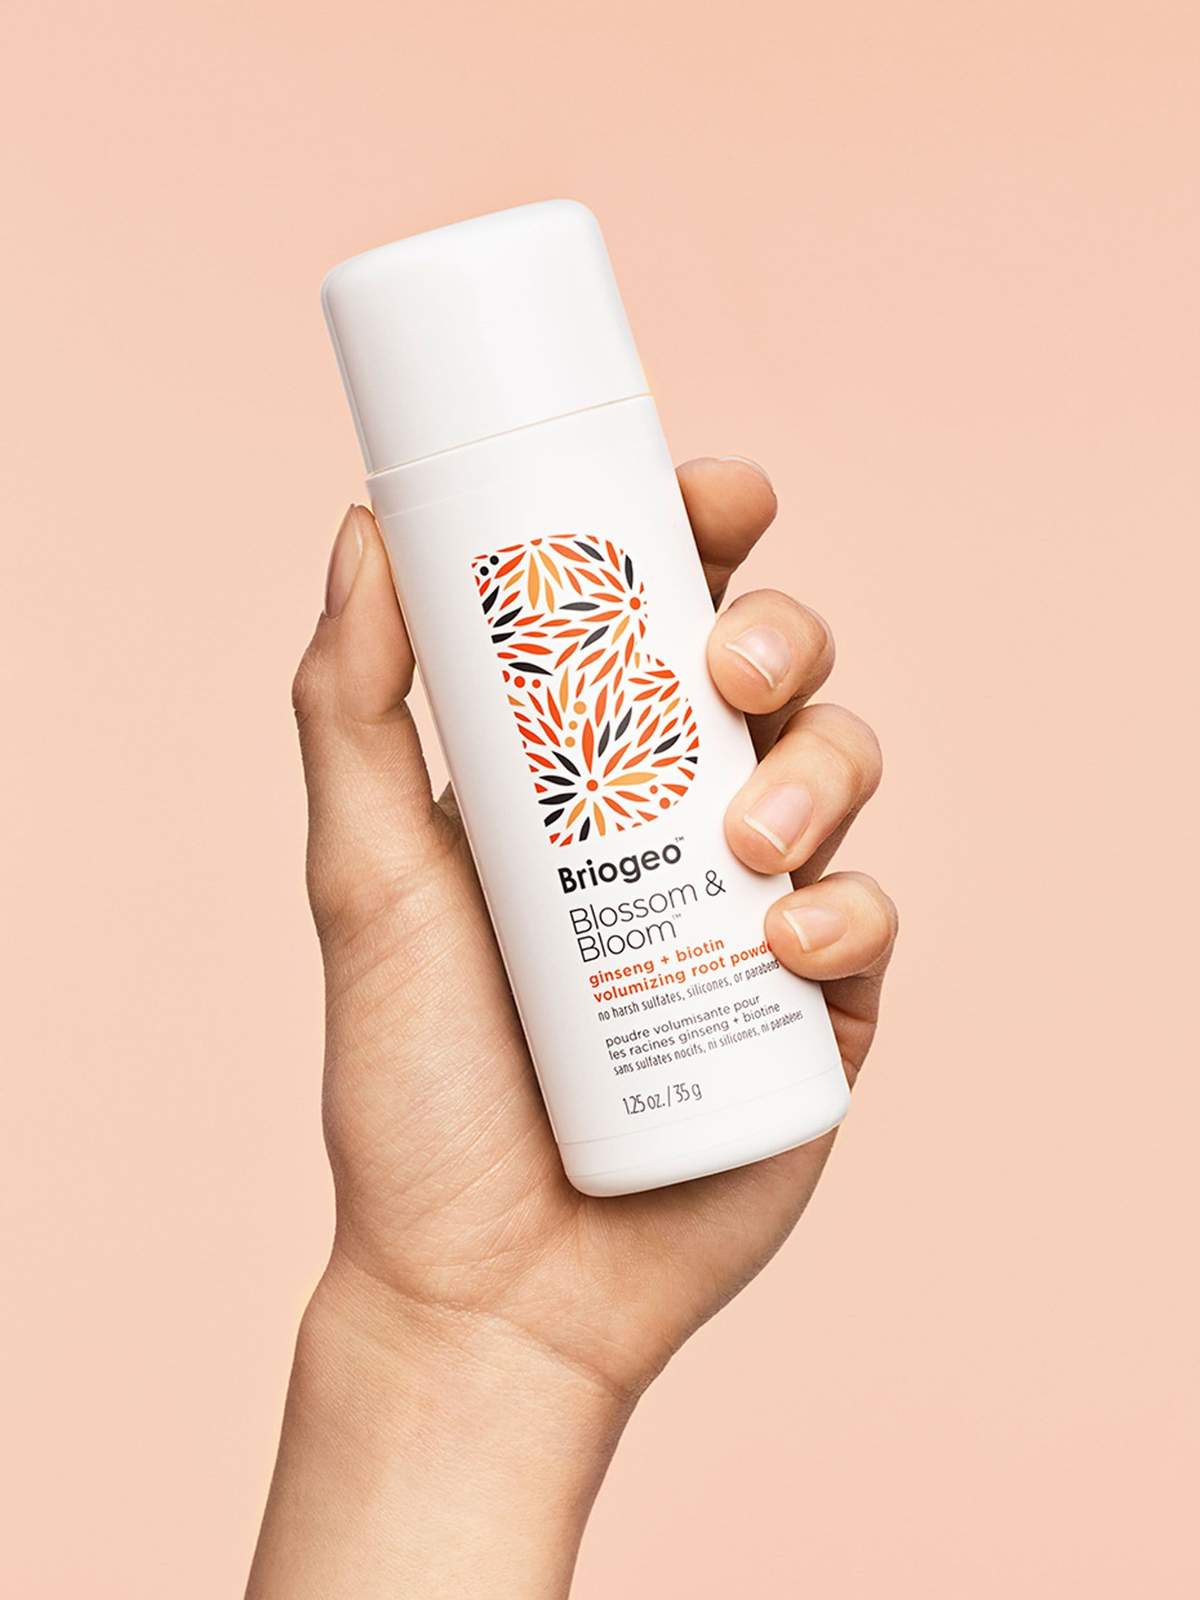 Briogeo™
Blossom &
Bloom™
ginseng + biotin
volumizing root
no harsh sulfates, silicones, or parabens
poudre volumisante pour
les racines ginseng + biotine
sans sulfates nocifs, ni silicones, ni parabènes
1.25 oz. / 35 g